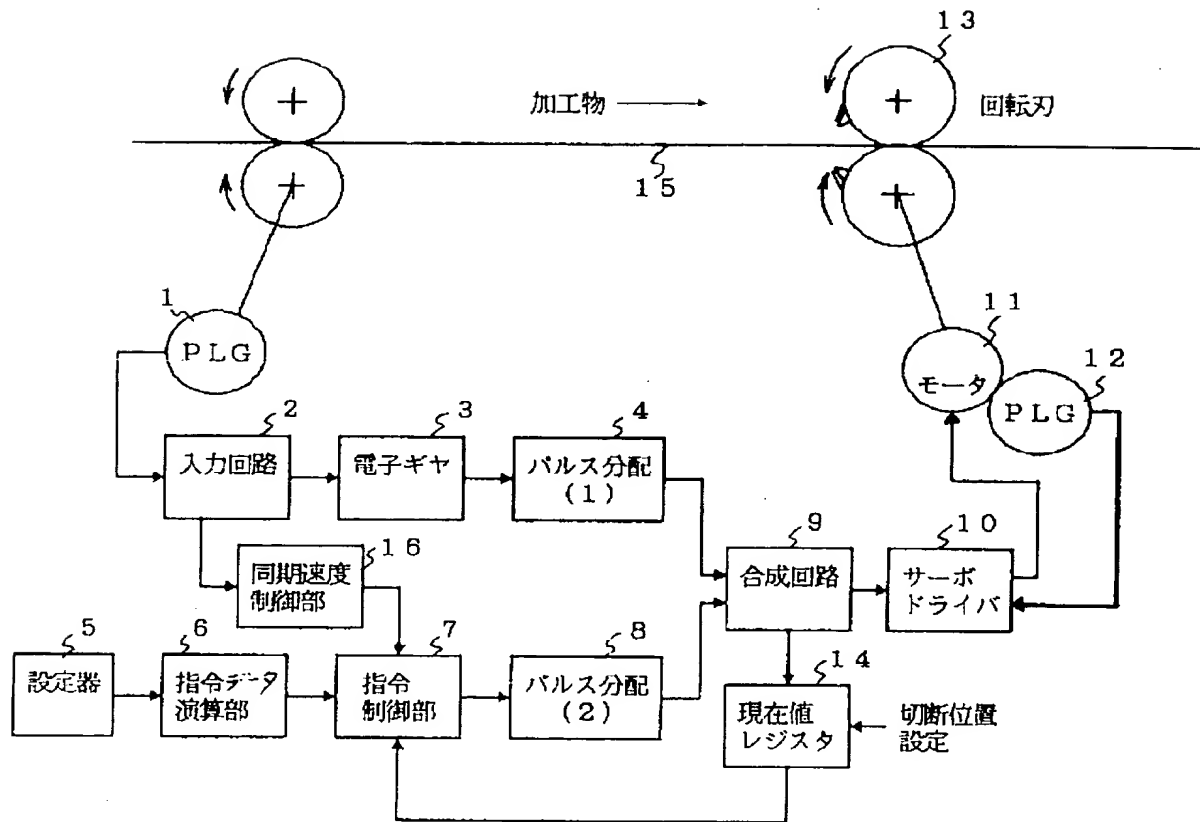 13
加工物
回転刃
15
1
PLG
11
モータ
12
PLG
2
入力回路
3
電子ギヤ
4
パルス分配
(1)
16
同期速度
制御部
9
合成回路
10
サーボ
ドライバ
5
設定器
6
指令データ
演算部
7
指令
制御部
8
パルス分配
(2)
14
現在値
レジスタ
切断位置
設定